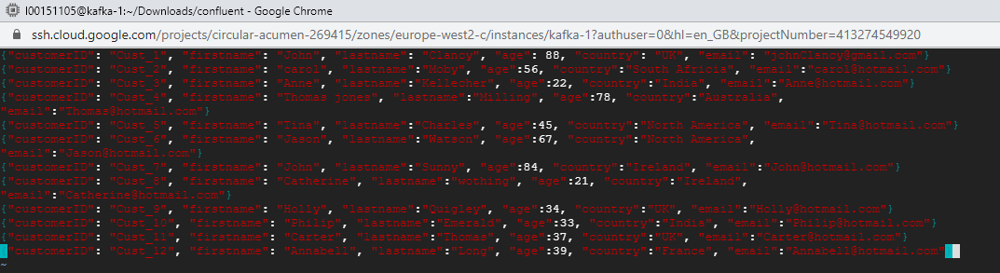 l00151105@kafka-1:~/Downloads/confluent - Google Chrome
ssh.cloud.google.com/projects/circular-acumen-269415/zones/europe-west2-c/instances/kafka-1?authuser=0&hl=en_GB&projectNumber=413274549920
{"customerID": "Cust_1", "firstname": "John", "lastname": "Clancy", "age": 88, "country": "UK", "email": "johnClancy@gmail.com"}
{"customerID": "Cust_2", "firstname": "carol", "lastname": "Moby", "age":56, "country":"South Africia", "email":"carol@hotmail.com"}
{"customerID": "Cust_3", "firstname": "Anne", "lastname":"Kellecher", "age":22, "country":"India", "email":"Anne@hotmail.com"}
{"customerID": "Cust_4", "firstname": "Thomas jones", "lastname":"Milling", "age":78, "country":"Australia",
"email":"Thomas@hotmail.com"}
{"customerID": "Cust_5", "firstname": "Tina", "lastname":"Charles", "age":45, "country":"North America", "email":"Tina@hotmail.com"}
{"customerID": "Cust_6", "firstname": "Jason", "lastname":"Watson", "age":67, "country":"North America",
"email":"Jason@hotmail.com"}
{"customerID": "Cust_7", "firstname": "John", "lastname":"Sunny", "age":84, "country":"Ireland", "email":"John@hotmail.com"}
{"customerID": "Cust_8", "firstname": "Catherine", "lastname":"wothing", "age":21, "country":"Ireland",
"email":"Catherine@hotmail.com"}
{"customerID": "Cust_9", "firstname": "Holly", "lastname":"Quigley", "age":34, "country":"UK", "email":"Holly@hotmail.com"}
{"customerID": "Cust_10", "firstname": "Philip", "lastname":"Emerald", "age":33, "country":"India", "email":"Philip@hotmail.com"}
{"customerID": "Cust_11", "firstname": "Carter", "lastname":"Thomas", "age":37, "country":"UK", "email":"Carter@hotmail.com"}
{"customerID": "Cust_12", "firstname": "Annabell", "lastname":"Long", "age":39, "country":"France", "email":"Annabell@hotmail.com"}
~